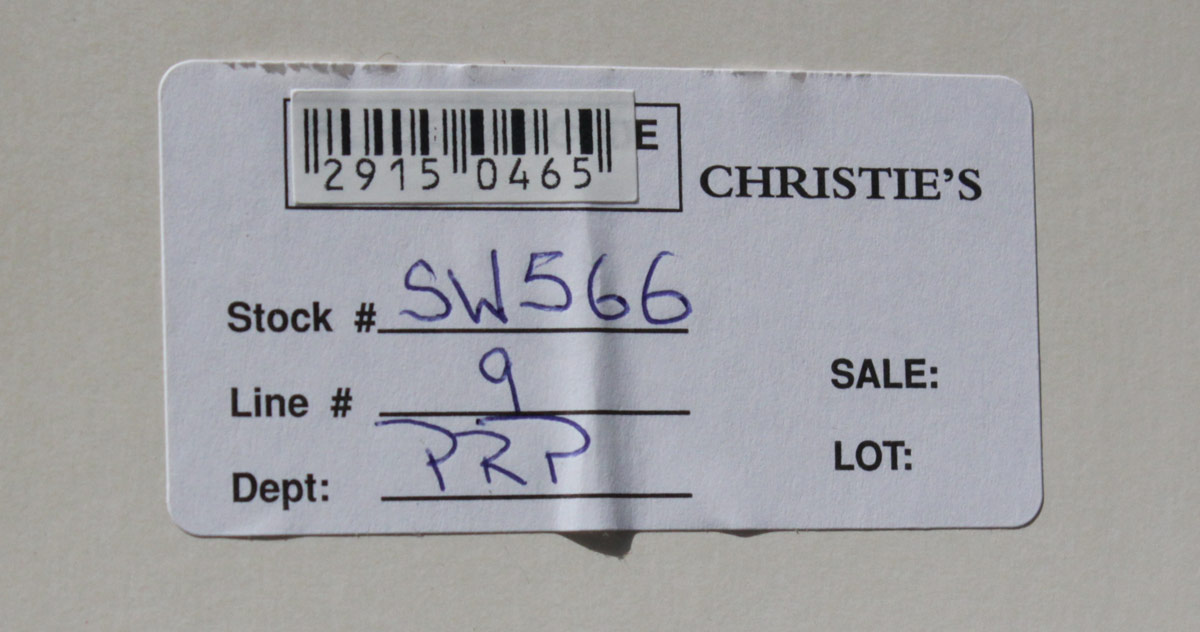 2915 0465
E
CHRISTIE'S
Stock # SW566
Line # 9
SALE:
Dept: PRP
LOT: